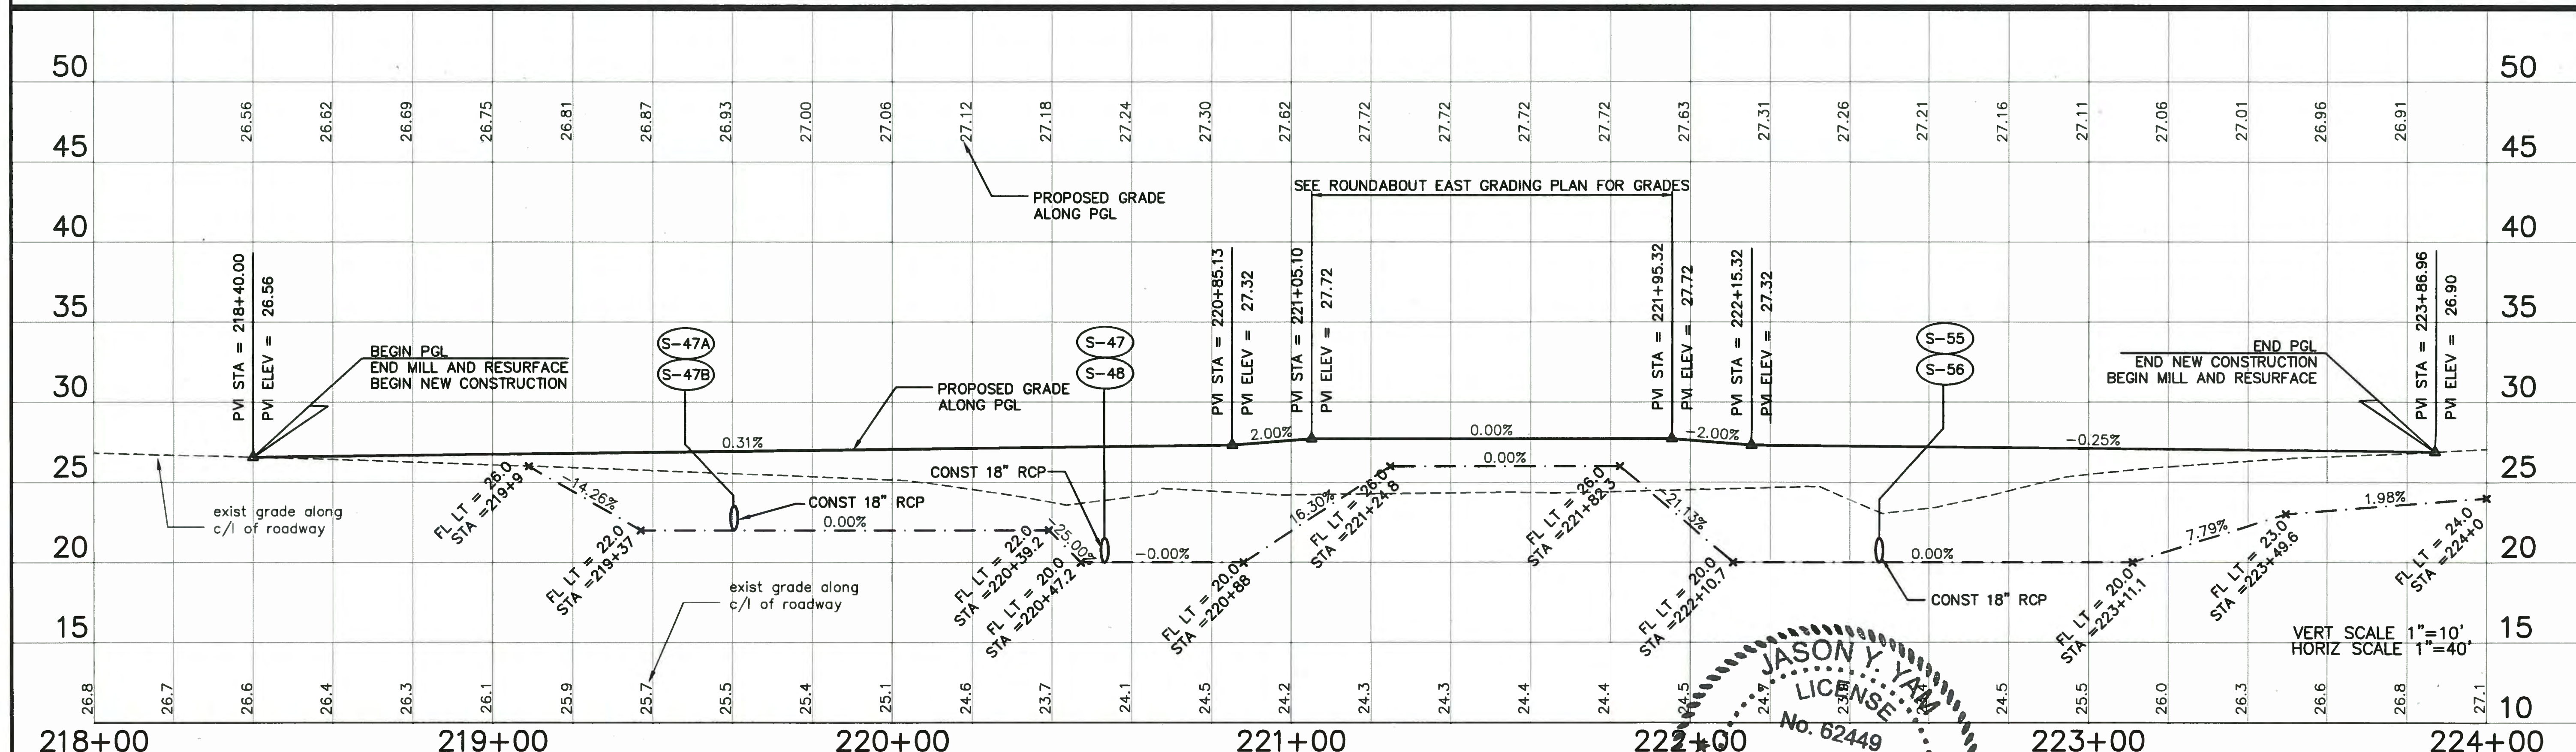 50
50
26.56
26.62
26.69
26.75
26.81
26.87
26.93
27.00
27.06
27.12
27.18
27.24
27.30
27.62
27.72
27.72
27.72
27.72
27.63
27.31
27.26
27.21
27.16
27.11
27.06
27.01
26.96
26.91
45
45
PROPOSED GRADE
ALONG PGL
SEE ROUNDABOUT EAST GRADING PLAN FOR GRADES
40
40
PVI STA = 218+40.00
PVI ELEV = 26.56
PVI STA = 220+85.13
PVI ELEV = 27.32
PVI STA = 221+05.10
PVI ELEV = 27.72
PVI STA = 221+95.32
PVI ELEV = 27.72
PVI STA = 222+15.32
PVI ELEV = 27.32
PVI STA = 223+86.96
PVI ELEV = 26.90
35
35
BEGIN PGL
END MILL AND RESURFACE
BEGIN NEW CONSTRUCTION
S-47A
S-47B
S-47
S-48
S-55
S-56
END PGL
END NEW CONSTRUCTION
BEGIN MILL AND RESURFACE
30
30
PROPOSED GRADE
ALONG PGL
0.31%
2.00%
0.00%
-2.00%
-0.25%
25
25
exist grade along
c/l of roadway
FL LT = 26.0
STA =219+9
-14.26%
FL LT = 22.0
STA =219+37
CONST 18" RCP
0.00%
CONST 18" RCP
FL LT = 22.0
STA =220+39.2
-25.00%
FL LT = 20.0
STA =220+47.2
-0.00%
FL LT = 20.0
STA =220+88
16.30%
FL LT = 26.0
STA =221+24.8
0.00%
FL LT = 26.0
STA =221+82.3
-21.13%
FL LT = 20.0
STA =222+10.7
0.00%
CONST 18" RCP
FL LT = 20.0
STA =223+11.1
7.79%
FL LT = 23.0
STA =223+49.6
1.98%
FL LT = 24.0
STA =224+0
20
20
exist grade along
c/l of roadway
15
15
VERT SCALE 1"=10'
HORIZ SCALE 1"=40'
JASON Y. YAM
LICENSE
No. 62449
26.8
26.7
26.6
26.4
26.3
26.1
25.9
25.7
25.5
25.4
25.1
24.6
23.7
24.1
24.5
24.2
24.3
24.3
24.4
24.4
24.5
24.5
25.5
26.0
26.3
26.6
26.8
27.1
10
10
218+00
219+00
220+00
221+00
222+00
223+00
224+00